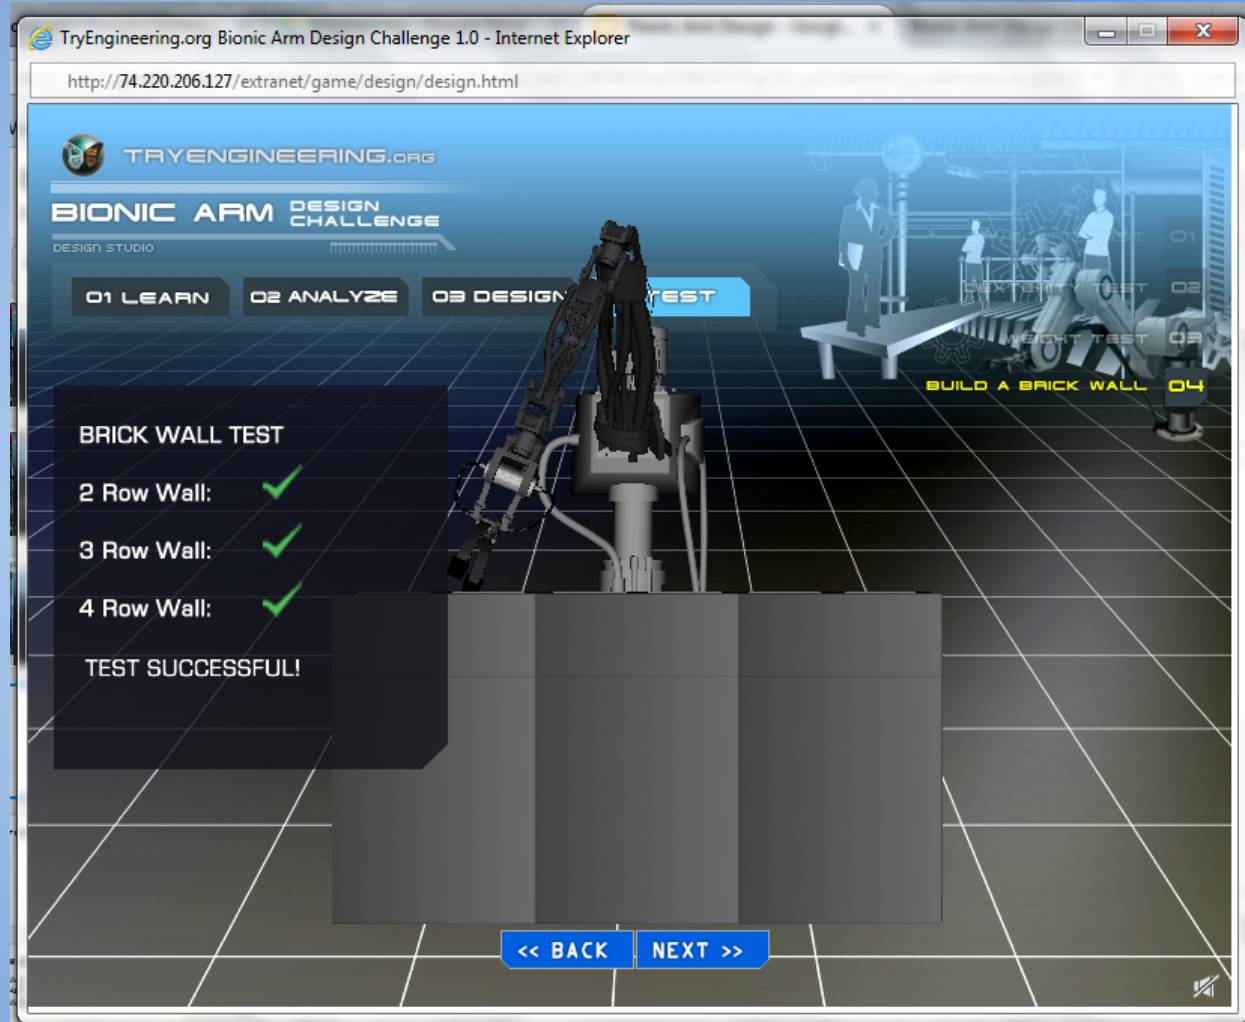 TryEngineering.org Bionic Arm Design Challenge 1.0 - Internet Explorer
http://74.220.206.127/extranet/game/design/design.html
TRYENGINEERING.ORG
BIONIC ARM DESIGN CHALLENGE
DESIGN STUDIO
01 LEARN
02 ANALYZE
03 DESIGN
TEST
TEST 01
DEXTERITY TEST 02
WEIGHT TEST 03
BUILD A BRICK WALL 04
BRICK WALL TEST
2 Row Wall:
3 Row Wall:
4 Row Wall:
TEST SUCCESSFUL!
<< BACK
NEXT >>